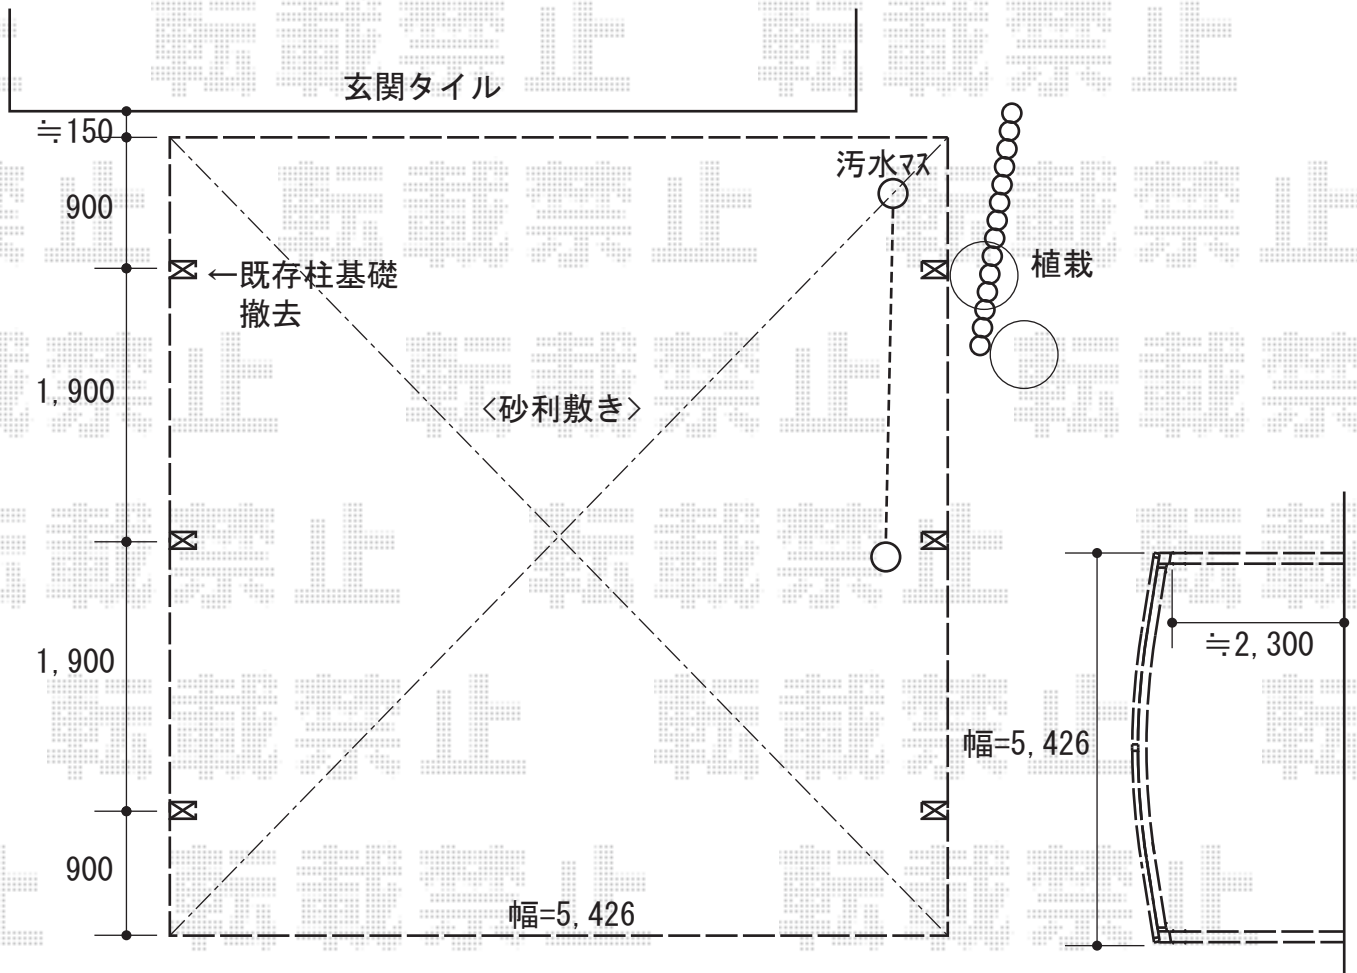 玄関タイル
≒150
汚水ﾏｽ
900
←既存柱基礎
撤去
植栽
1,900
<砂利敷き>
1,900
≒2,300
幅=5,426
900
幅=5,426
転載禁止